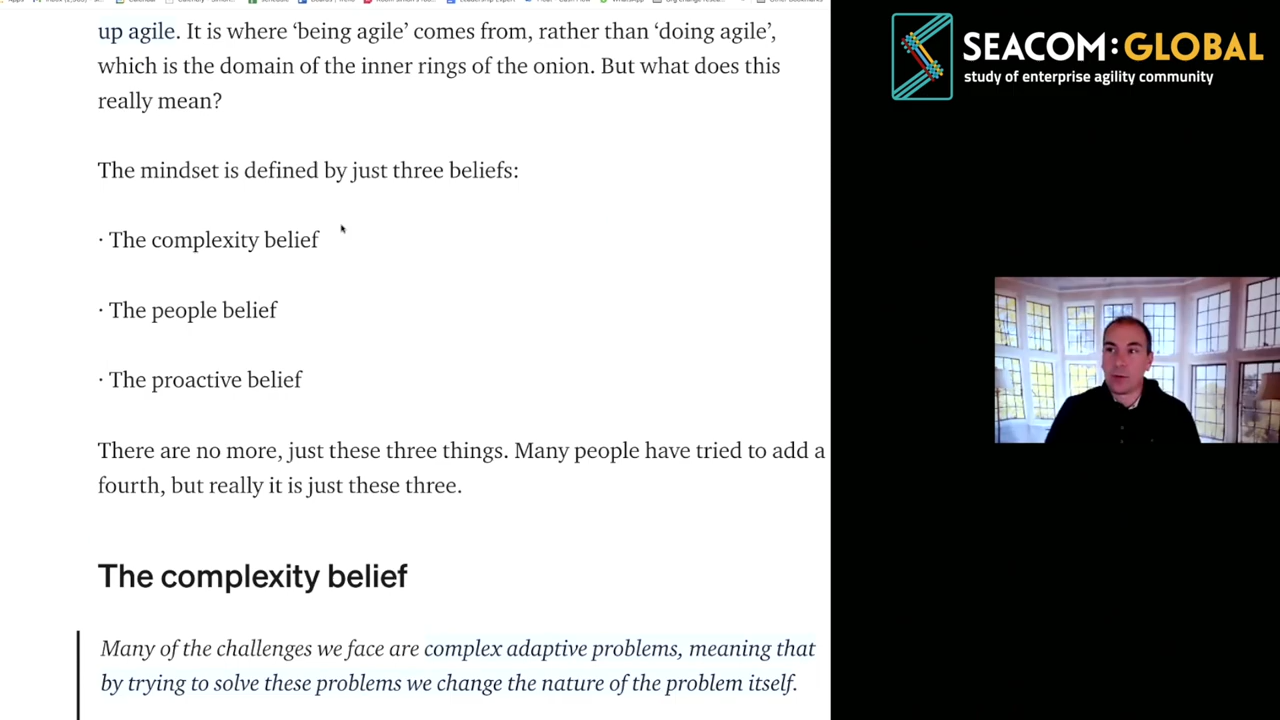 up agile. It is where ‘being agile’ comes from, rather than ‘doing agile’,
which is the domain of the inner rings of the onion. But what does this
really mean?
The mindset is defined by just three beliefs:
· The complexity belief
· The people belief
· The proactive belief
There are no more, just these three things. Many people have tried to add a
fourth, but really it is just these three.
The complexity belief
Many of the challenges we face are complex adaptive problems, meaning that
by trying to solve these problems we change the nature of the problem itself.
SEACOM:GLOBAL
study of enterprise agility community